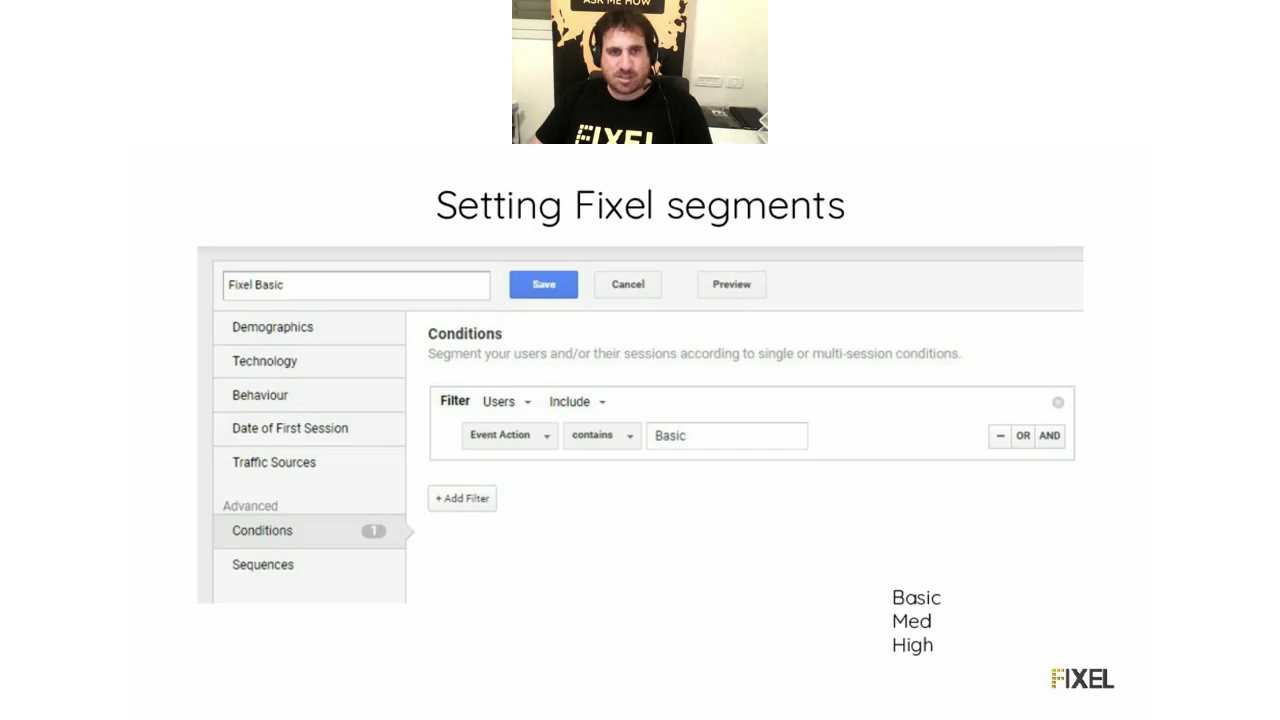 ASK ME HOW
FIXEL
Setting Fixel segments
Fixel Basic
Save
Cancel
Preview
Demographics
Technology
Behaviour
Date of First Session
Traffic Sources
Advanced
Conditions 1
Sequences
Conditions
Segment your users and/or their sessions according to single or multi-session conditions.
Filter Users Include
Event Action contains Basic
− OR AND
+ Add Filter
Basic
Med
High
FIXEL